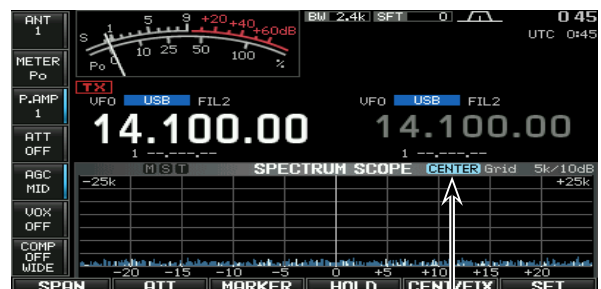 ANT 1
METER Po
P.AMP 1
ATT OFF
AGC MID
VOX OFF
COMP OFF WIDE
S 1 5 9 +20 +40 +60dB
Po 0 10 25 50 100 %
BW 2.4k SFT 0
0 45
UTC 0:45
TX
VFO USB FIL2 VFO USB FIL2
14.100.00 14.100.00
1 --.---.-- 1 --.---.--
M S T SPECTRUM SCOPE CENTER Grid 5k/10dB
-25k +25k
-20 -15 -10 -5 0 +5 +10 +15 +20
SPAN ATT MARKER HOLD CENT/FIX SET